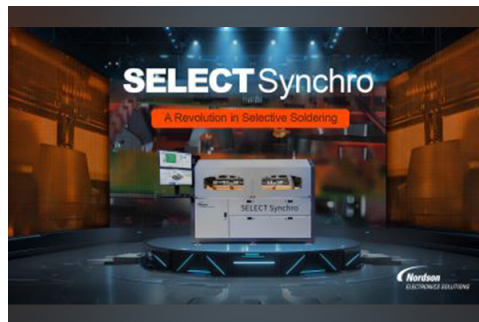 SELECT Synchro
A Revolution in Selective Soldering
SELECT Synchro
Nordson
ELECTRONICS SOLUTIONS